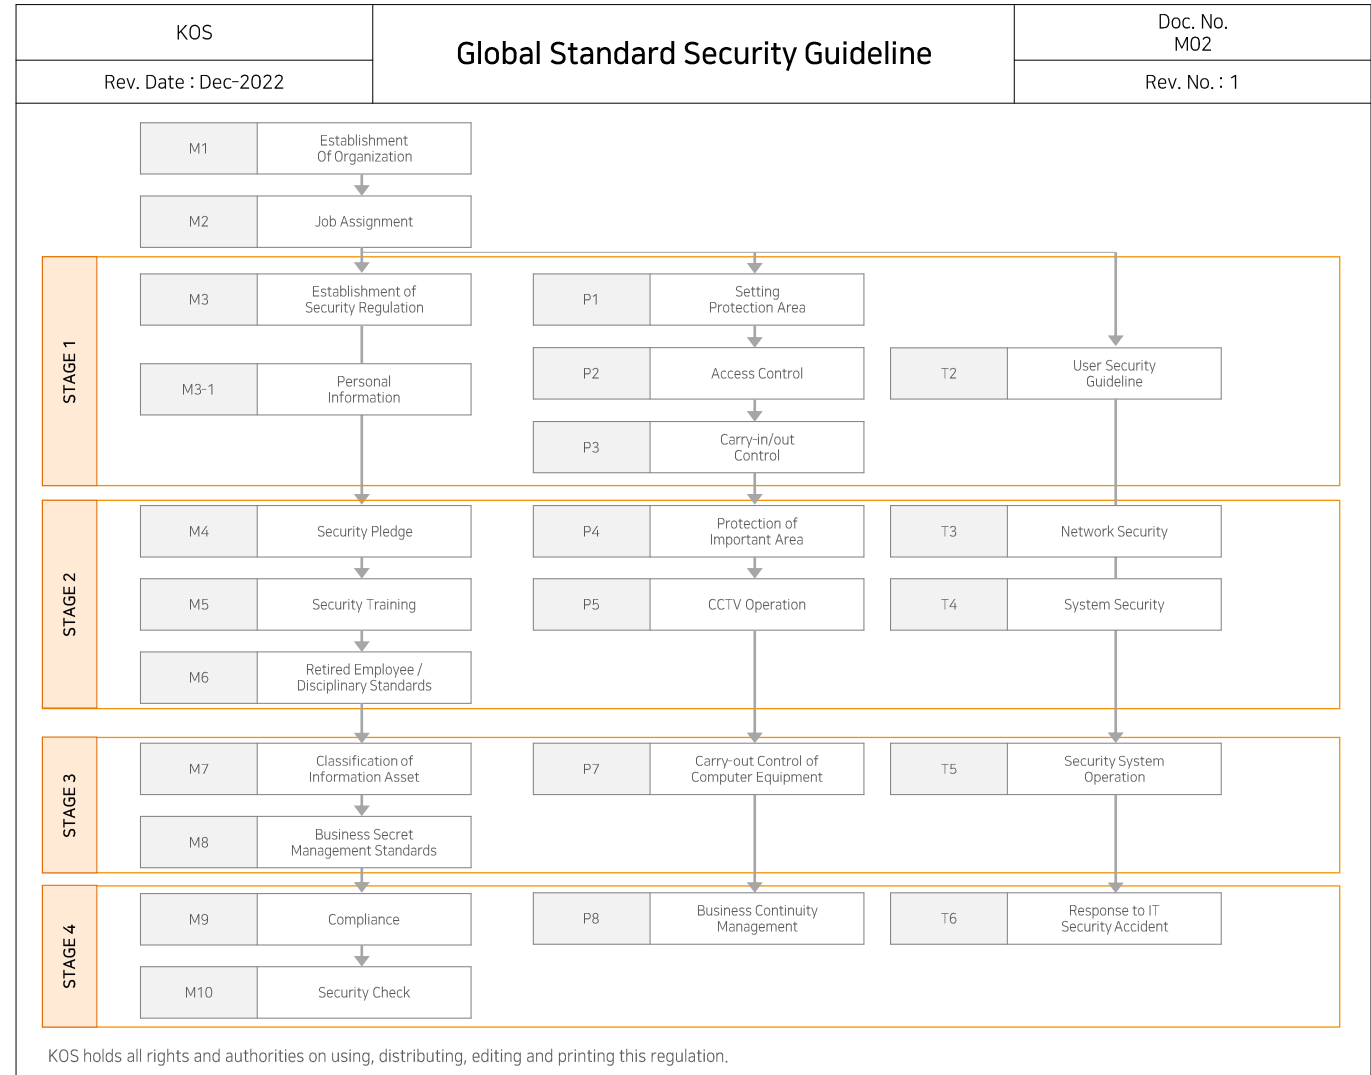 KOS
Rev. Date : Dec-2022
Global Standard Security Guideline
Doc. No.
M02
Rev. No. : 1
M1
Establishment
Of Organization
M2
Job Assignment
STAGE 1
M3
Establishment of
Security Regulation
P1
Setting
Protection Area
M3-1
Personal
Information
P2
Access Control
T2
User Security
Guideline
P3
Carry-in/out
Control
STAGE 2
M4
Security Pledge
P4
Protection of
Important Area
T3
Network Security
M5
Security Training
P5
CCTV Operation
T4
System Security
M6
Retired Employee /
Disciplinary Standards
STAGE 3
M7
Classification of
Information Asset
P7
Carry-out Control of
Computer Equipment
T5
Security System
Operation
M8
Business Secret
Management Standards
STAGE 4
M9
Compliance
P8
Business Continuity
Management
T6
Response to IT
Security Accident
M10
Security Check
KOS holds all rights and authorities on using, distributing, editing and printing this regulation.